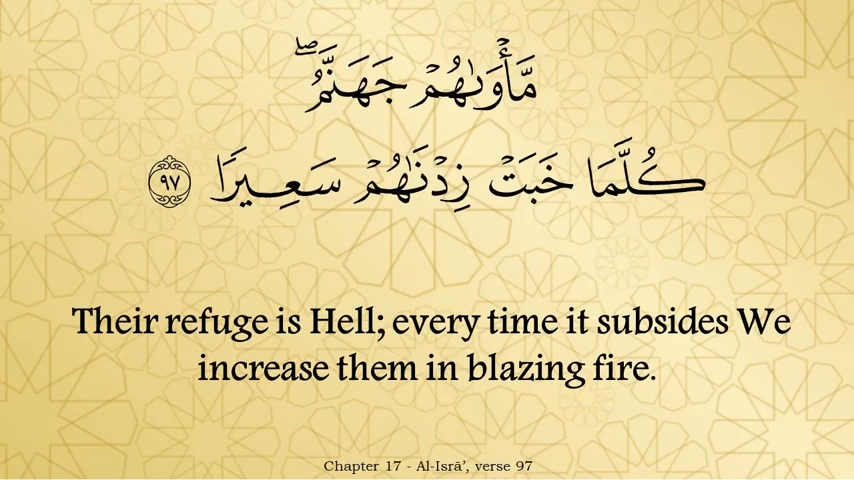 مَّأْوَىٰهُمْ جَهَنَّمُ ۖ
كُلَّمَا خَبَتْ زِدْنَـٰهُمْ سَعِيرًا ٩٧
Their refuge is Hell; every time it subsides We
increase them in blazing fire.
Chapter 17 - Al-Isrā’, verse 97